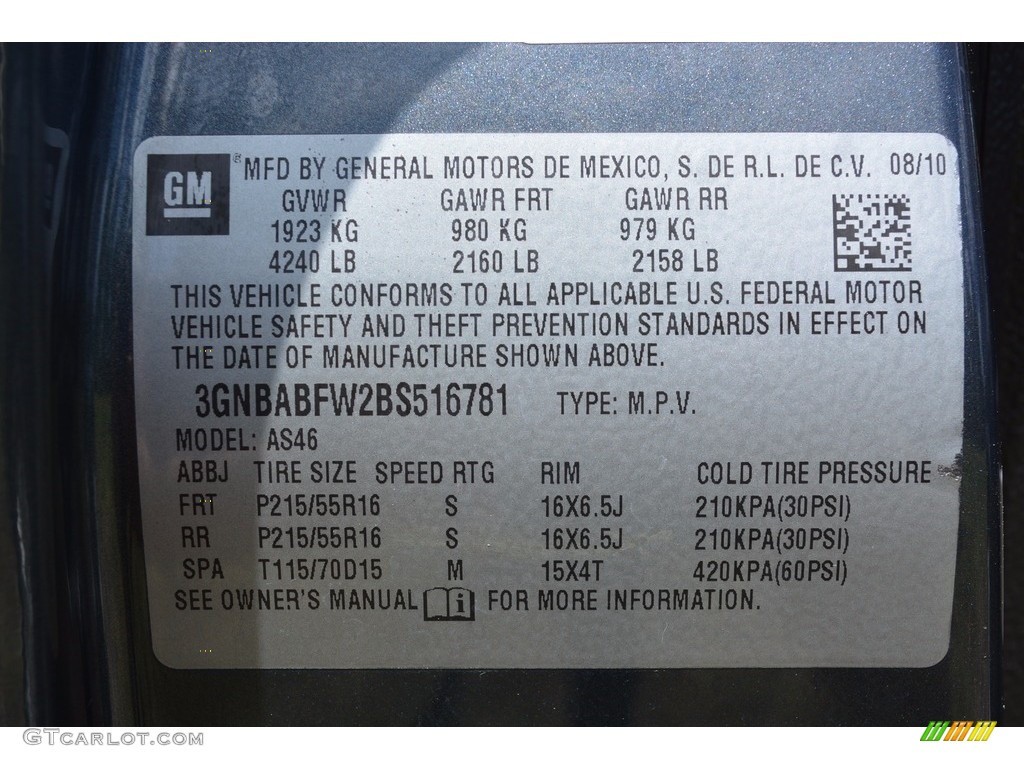 GM ® MFD BY GENERAL MOTORS DE MEXICO, S. DE R.L. DE C.V. 08/10
GVWR GAWR FRT GAWR RR
1923 KG 980 KG 979 KG
4240 LB 2160 LB 2158 LB
THIS VEHICLE CONFORMS TO ALL APPLICABLE U.S. FEDERAL MOTOR
VEHICLE SAFETY AND THEFT PREVENTION STANDARDS IN EFFECT ON
THE DATE OF MANUFACTURE SHOWN ABOVE.
3GNBABFW2BS516781 TYPE: M.P.V.
MODEL: AS46
ABBJ TIRE SIZE SPEED RTG RIM COLD TIRE PRESSURE
FRT P215/55R16 S 16X6.5J 210KPA(30PSI)
RR P215/55R16 S 16X6.5J 210KPA(30PSI)
SPA T115/70D15 M 15X4T 420KPA(60PSI)
SEE OWNER'S MANUAL i FOR MORE INFORMATION.
GTcarlot.com